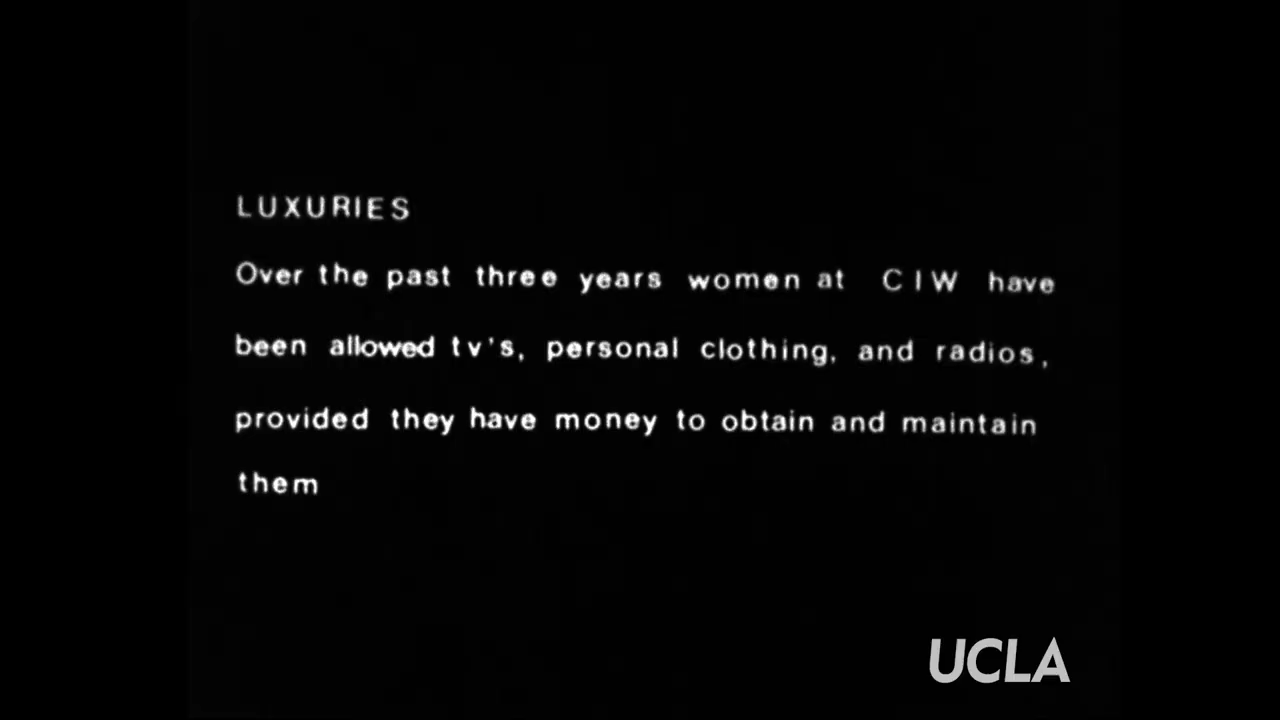 LUXURIES
Over the past three years women at CIW have
been allowed tv's, personal clothing, and radios,
provided they have money to obtain and maintain
them
UCLA